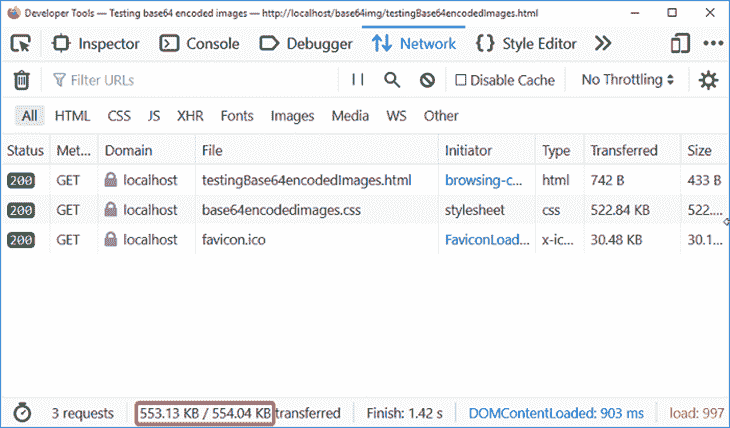 Developer Tools — Testing base64 encoded images — http://localhost/base64img/testingBase64encodedImages.html
Inspector Console Debugger Network Style Editor
Filter URLs Disable Cache No Throttling
All HTML CSS JS XHR Fonts Images Media WS Other
Status Met... Domain File Initiator Type Transferred Size
200 GET localhost testingBase64encodedImages.html browsing-c... html 742 B 433 B
200 GET localhost base64encodedimages.css stylesheet css 522.84 KB 522....
200 GET localhost favicon.ico FaviconLoad... x-ic... 30.48 KB 30.1...
3 requests 553.13 KB / 554.04 KB transferred Finish: 1.42 s DOMContentLoaded: 903 ms load: 997